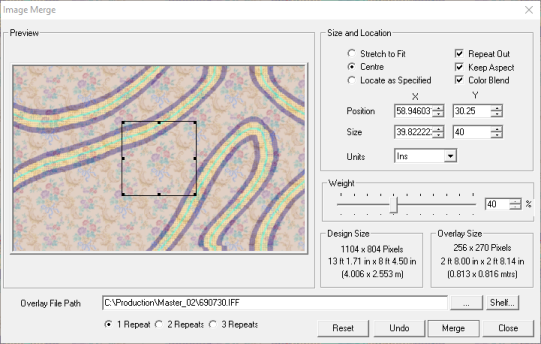 Image Merge
Preview
Size and Location
Stretch to Fit
Repeat Out
Centre
Keep Aspect
Locate as Specified
Color Blend
X Y
Position 58.94603 30.25
Size 39.82222 40
Units Ins
Weight
40 %
Design Size
1104 x 804 Pixels
13 ft 1.71 in x 8 ft 4.50 in
(4.006 x 2.553 m)
Overlay Size
256 x 270 Pixels
2 ft 8.00 in x 2 ft 8.14 in
(0.813 x 0.816 mtrs)
Overlay File Path C:\Production\Master_02\690730.IFF ... Shelf...
1 Repeat 2 Repeats 3 Repeats
Reset Undo Merge Close